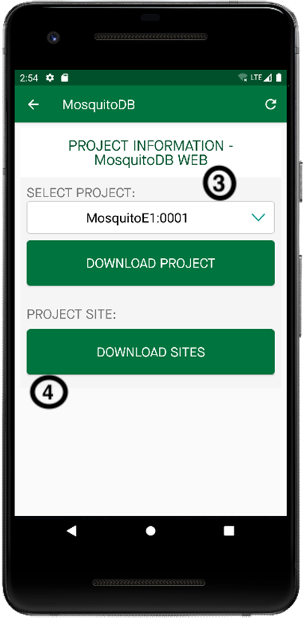 2:54 LTE
MosquitoDB
PROJECT INFORMATION -
MosquitoDB WEB
3
SELECT PROJECT:
MosquitoE1:0001
DOWNLOAD PROJECT
PROJECT SITE:
DOWNLOAD SITES
4